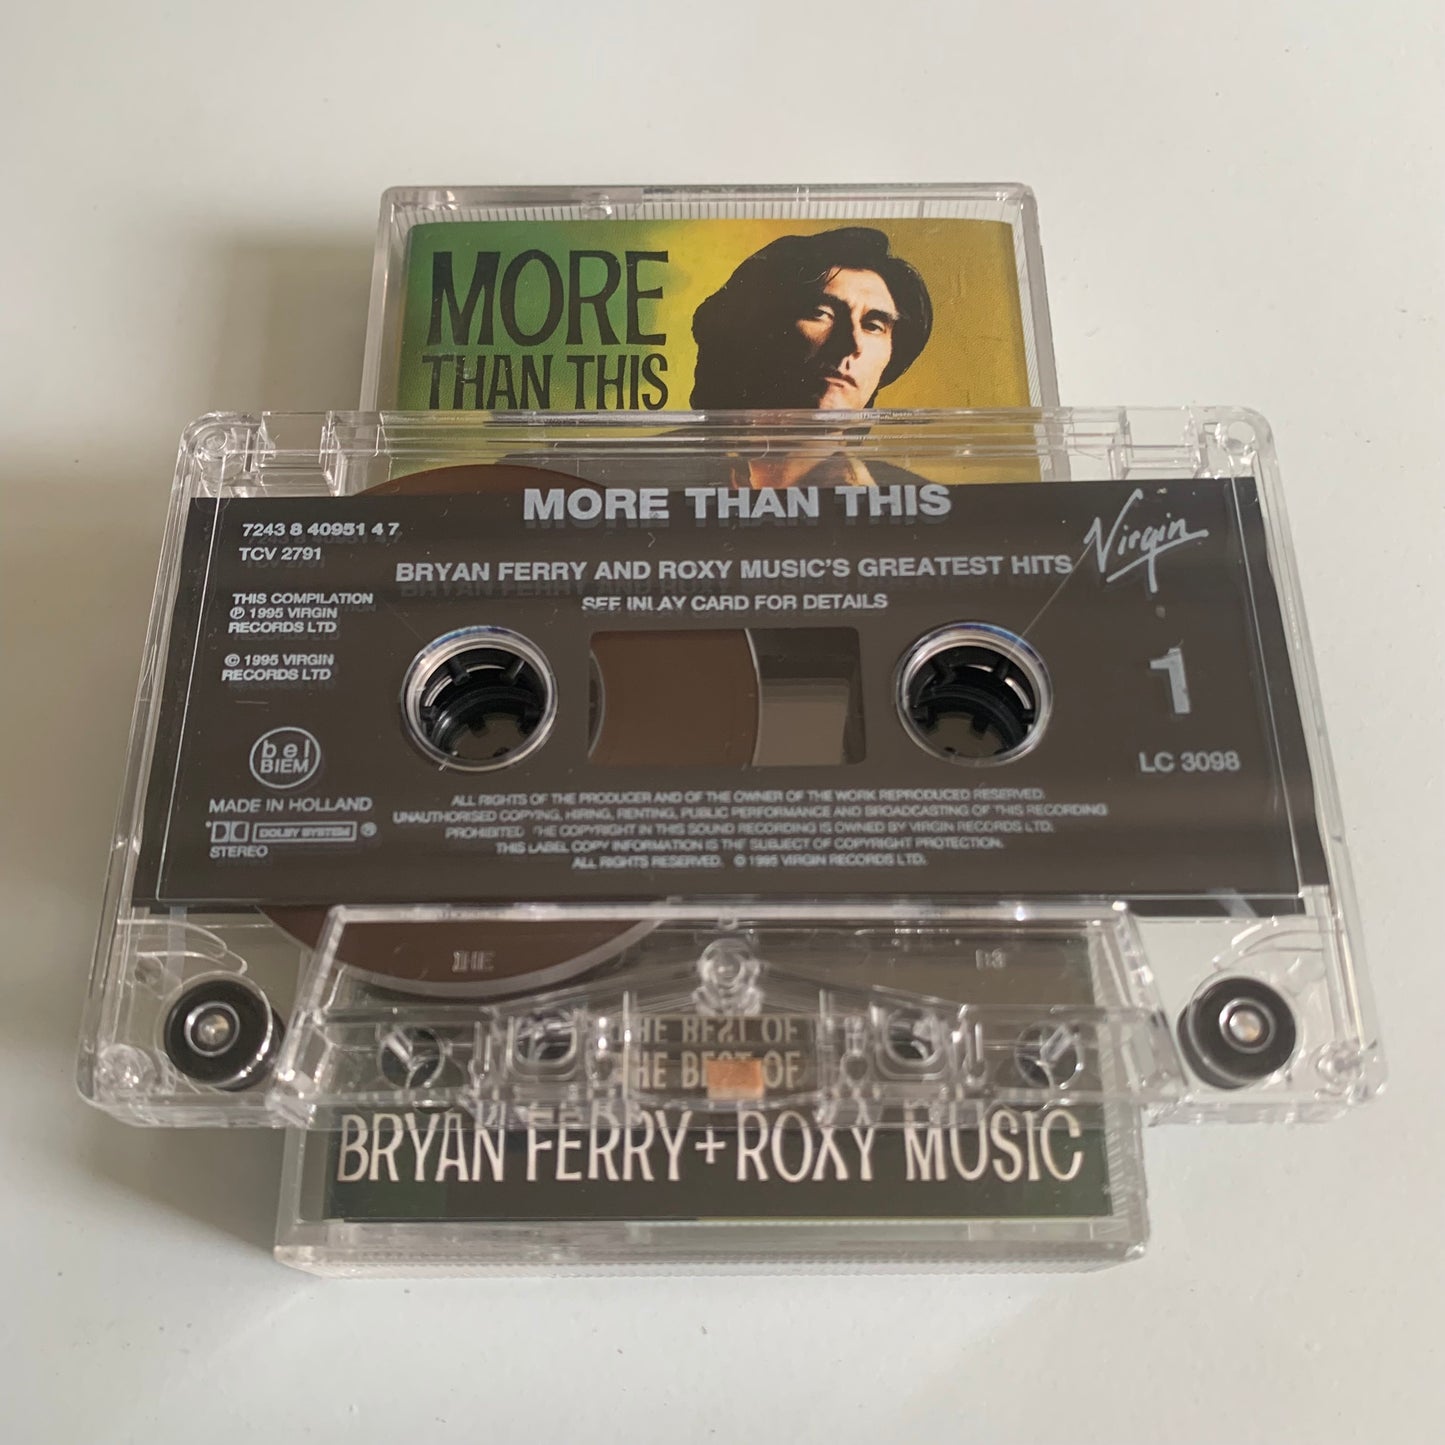 MORE
THAN THIS
MORE THAN THIS
7243 8 40951 4 7
TCV 2791
Virgin
BRYAN FERRY AND ROXY MUSIC'S GREATEST HITS
SEE INLAY CARD FOR DETAILS
THIS COMPILATION
℗ 1995 VIRGIN
RECORDS LTD
© 1995 VIRGIN
RECORDS LTD
1
bel
BIEM
LC 3098
MADE IN HOLLAND
DOLBY SYSTEM ®
STEREO
ALL RIGHTS OF THE PRODUCER AND OF THE OWNER OF THE WORK REPRODUCED RESERVED.
UNAUTHORISED COPYING, HIRING, RENTING, PUBLIC PERFORMANCE AND BROADCASTING OF THIS RECORDING
PROHIBITED THE COPYRIGHT IN THIS SOUND RECORDING IS OWNED BY VIRGIN RECORDS LTD.
THIS LABEL COPY INFORMATION IS THE SUBJECT OF COPYRIGHT PROTECTION.
ALL RIGHTS RESERVED. © 1995 VIRGIN RECORDS LTD.
THE BEST OF
BRYAN FERRY + ROXY MUSIC